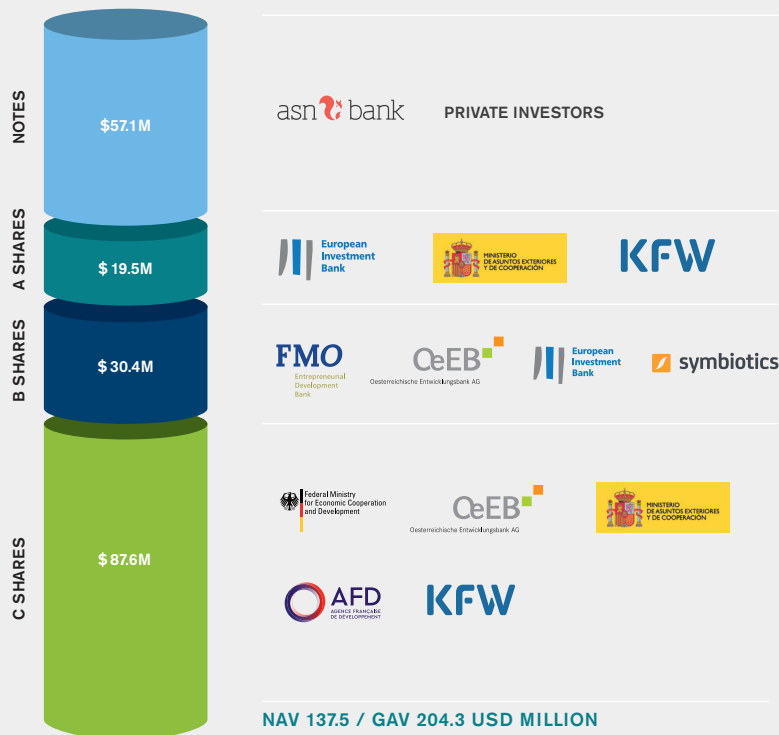 NOTES
$57.1M
asn bank
PRIVATE INVESTORS
A SHARES
$ 19.5M
European
Investment
Bank
MINISTERIO
DE ASUNTOS EXTERIORES
Y DE COOPERACIÓN
KFW
B SHARES
$ 30.4M
FMO
Entrepreneurial
Development
Bank
OeEB
Oesterreichische Entwicklungsbank AG
European
Investment
Bank
symbiotics
C SHARES
$ 87.6M
Federal Ministry
for Economic Cooperation
and Development
OeEB
Oesterreichische Entwicklungsbank AG
MINISTERIO
DE ASUNTOS EXTERIORES
Y DE COOPERACIÓN
AFD
AGENCE FRANÇAISE
DE DÉVELOPPEMENT
KFW
NAV 137.5 / GAV 204.3 USD MILLION